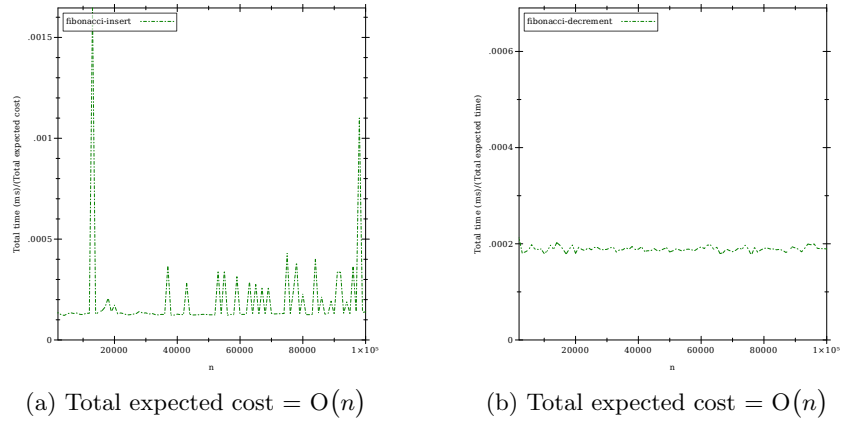 fibonacci-insert
.0015
.001
.0005
0
Total time (ms)/(Total expected cost)
20000 40000 60000 80000 1×10⁵
n
(a) Total expected cost = O(n)
fibonacci-decrement
.0006
.0004
.0002
0
Total time (ms)/(Total expected time)
20000 40000 60000 80000 1×10⁵
n
(b) Total expected cost = O(n)